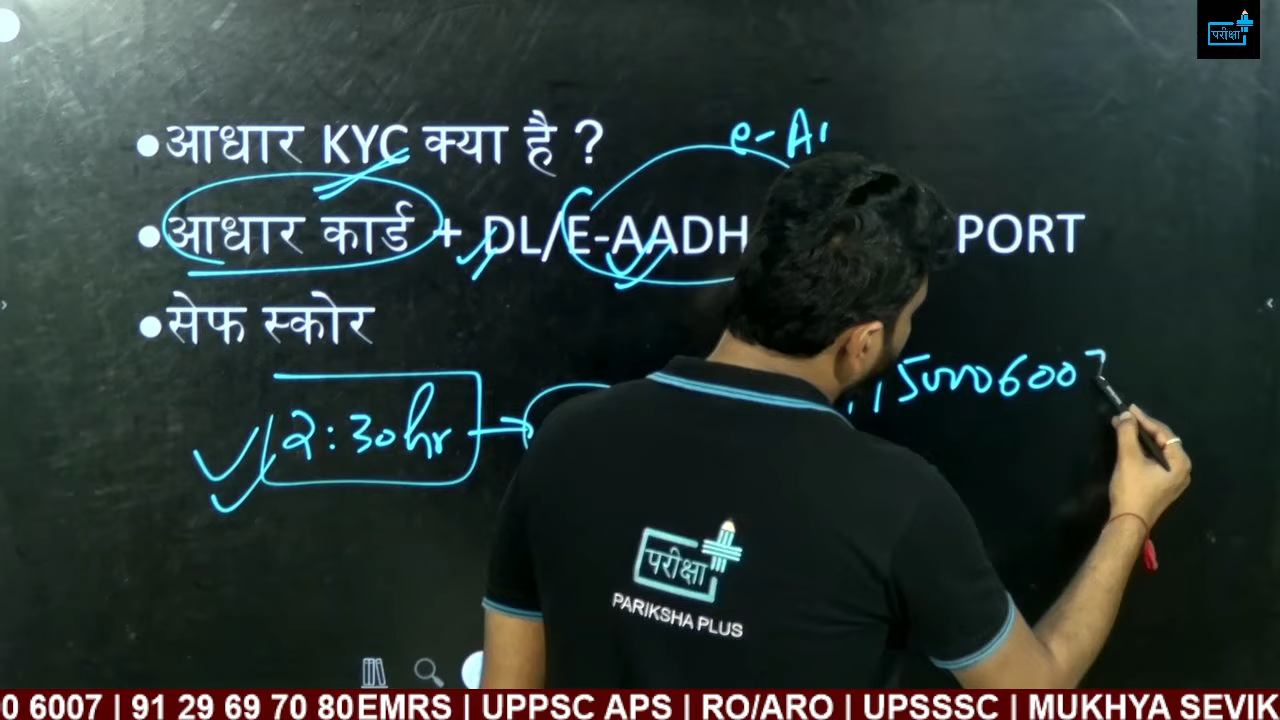 परीक्षा
e-A
•आधार KYC क्या है ?
•आधार कार्ड + DL/E-AADH PORT
•सेफ स्कोर
150006007
2:30hr
परीक्षा
PARIKSHA PLUS
0 6007 | 91 29 69 70 80EMRS | UPPSC APS | RO/ARO | UPSSSC | MUKHYA SEVIK